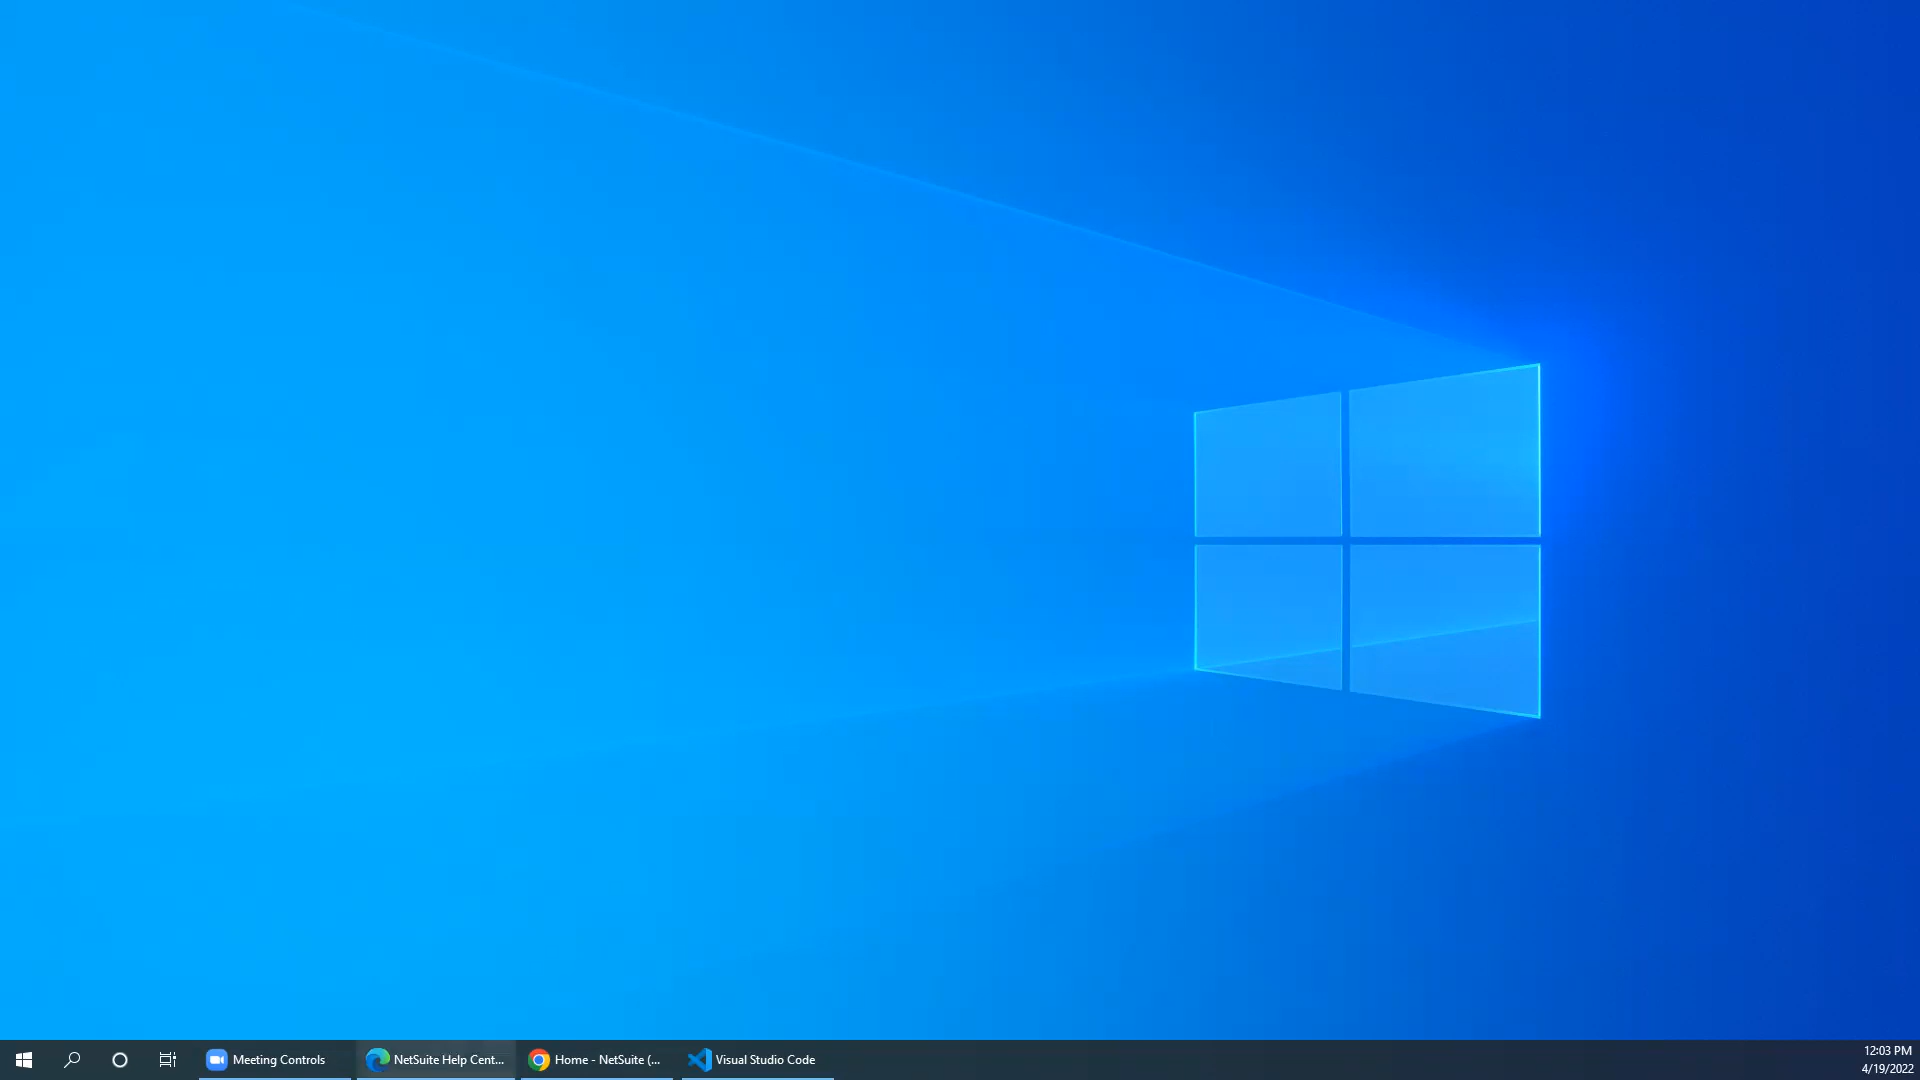 Meeting Controls
NetSuite Help Cent...
Home - NetSuite (...
Visual Studio Code
12:03 PM
4/19/2022